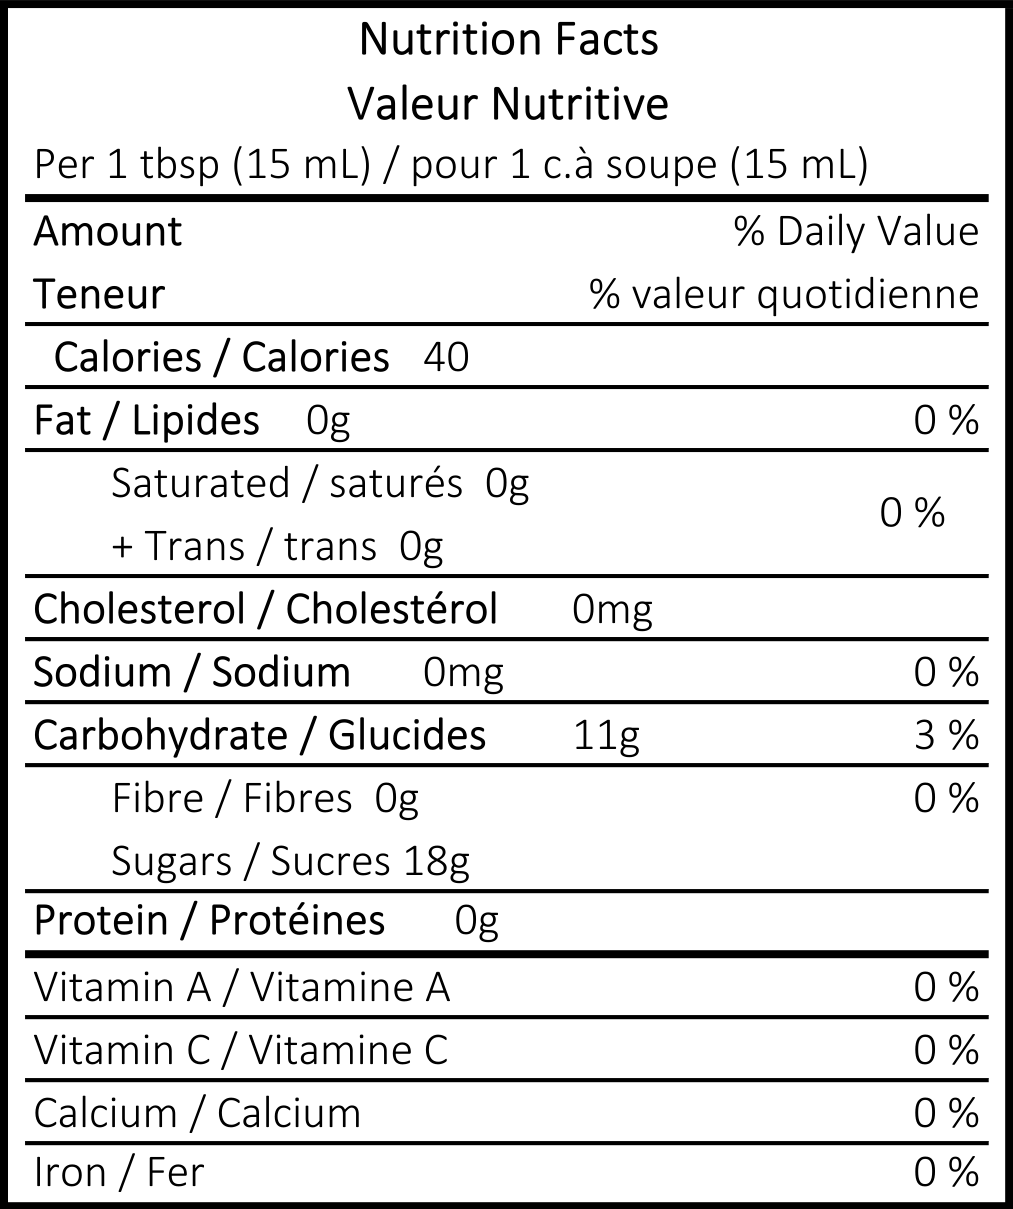 Nutrition Facts
Valeur Nutritive
Per 1 tbsp (15 mL) / pour 1 c.à soupe (15 mL)
Amount % Daily Value
Teneur % valeur quotidienne
Calories / Calories 40
Fat / Lipides 0g 0 %
Saturated / saturés 0g
0 %
+ Trans / trans 0g
Cholesterol / Cholestérol 0mg
Sodium / Sodium 0mg 0 %
Carbohydrate / Glucides 11g 3 %
Fibre / Fibres 0g 0 %
Sugars / Sucres 18g
Protein / Protéines 0g
Vitamin A / Vitamine A 0 %
Vitamin C / Vitamine C 0 %
Calcium / Calcium 0 %
Iron / Fer 0 %